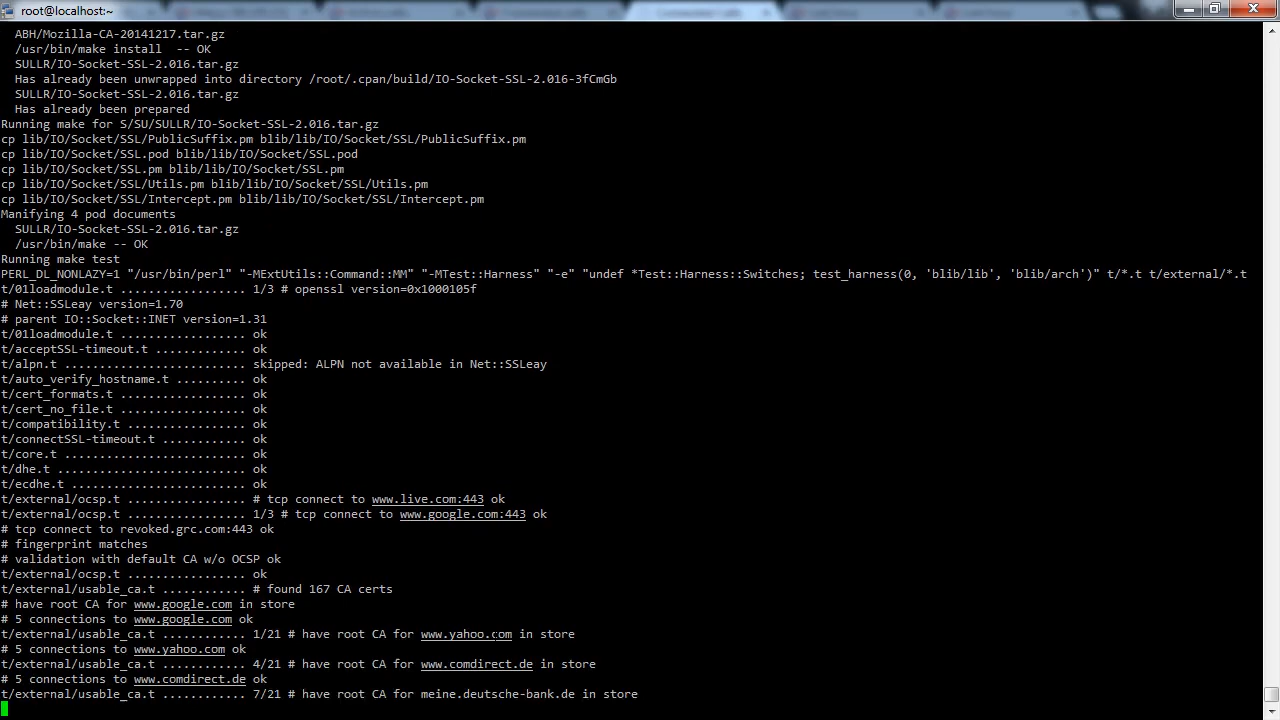 root@localhost:~
  ABH/Mozilla-CA-20141217.tar.gz
  /usr/bin/make install  -- OK
  SULLR/IO-Socket-SSL-2.016.tar.gz
  Has already been unwrapped into directory /root/.cpan/build/IO-Socket-SSL-2.016-3fCmGb
  SULLR/IO-Socket-SSL-2.016.tar.gz
  Has already been prepared
Running make for S/SU/SULLR/IO-Socket-SSL-2.016.tar.gz
cp lib/IO/Socket/SSL/PublicSuffix.pm blib/lib/IO/Socket/SSL/PublicSuffix.pm
cp lib/IO/Socket/SSL.pod blib/lib/IO/Socket/SSL.pod
cp lib/IO/Socket/SSL.pm blib/lib/IO/Socket/SSL.pm
cp lib/IO/Socket/SSL/Utils.pm blib/lib/IO/Socket/SSL/Utils.pm
cp lib/IO/Socket/SSL/Intercept.pm blib/lib/IO/Socket/SSL/Intercept.pm
Manifying 4 pod documents
  SULLR/IO-Socket-SSL-2.016.tar.gz
  /usr/bin/make -- OK
Running make test
PERL_DL_NONLAZY=1 "/usr/bin/perl" "-MExtUtils::Command::MM" "-MTest::Harness" "-e" "undef *Test::Harness::Switches; test_harness(0, 'blib/lib', 'blib/arch')" t/*.t t/external/*.t
t/01loadmodule.t .................. 1/3 # openssl version=0x1000105f
# Net::SSLeay version=1.70
# parent IO::Socket::INET version=1.31
t/01loadmodule.t .................. ok
t/acceptSSL-timeout.t ............. ok
t/alpn.t .......................... skipped: ALPN not available in Net::SSLeay
t/auto_verify_hostname.t .......... ok
t/cert_formats.t .................. ok
t/cert_no_file.t .................. ok
t/compatibility.t ................. ok
t/connectSSL-timeout.t ............ ok
t/core.t .......................... ok
t/dhe.t ........................... ok
t/ecdhe.t ......................... ok
t/external/ocsp.t ................. # tcp connect to www.live.com:443 ok
t/external/ocsp.t ................. 1/3 # tcp connect to www.google.com:443 ok
# tcp connect to revoked.grc.com:443 ok
# fingerprint matches
# validation with default CA w/o OCSP ok
t/external/ocsp.t ................. ok
t/external/usable_ca.t ............ # found 167 CA certs
# have root CA for www.google.com in store
# 5 connections to www.google.com ok
t/external/usable_ca.t ............ 1/21 # have root CA for www.yahoo.com in store
# 5 connections to www.yahoo.com ok
t/external/usable_ca.t ............ 4/21 # have root CA for www.comdirect.de in store
# 5 connections to www.comdirect.de ok
t/external/usable_ca.t ............ 7/21 # have root CA for meine.deutsche-bank.de in store